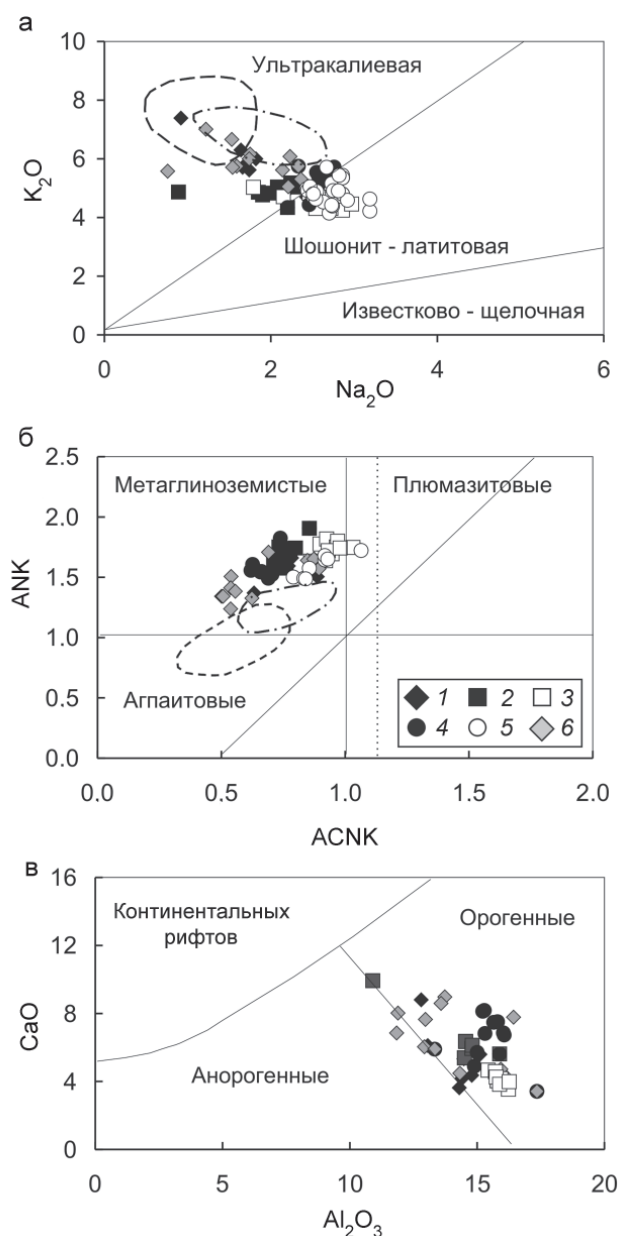 а
10
8
6
4
2
0
K₂O
Ультракалиевая
Шошонит - латитовая
Известково - щелочная
0 2 4 6
Na₂O
б
2.5
2.0
1.5
1.0
0.5
0.0
ANK
Метаглиноземистые
Плюмазитовые
Агпаитовые
1 2 3
4 5 6
0.0 0.5 1.0 1.5 2.0
ACNK
в
16
12
8
4
0
CaO
Континентальных
рифтов
Орогенные
Анорогенные
0 5 10 15 20
Al₂O₃